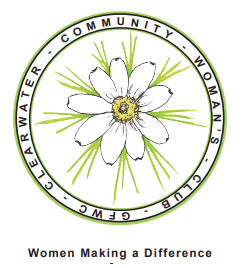 GFWC - CLEARWATER - COMMUNITY - WOMAN'S - CLUB -
Women Making a Difference